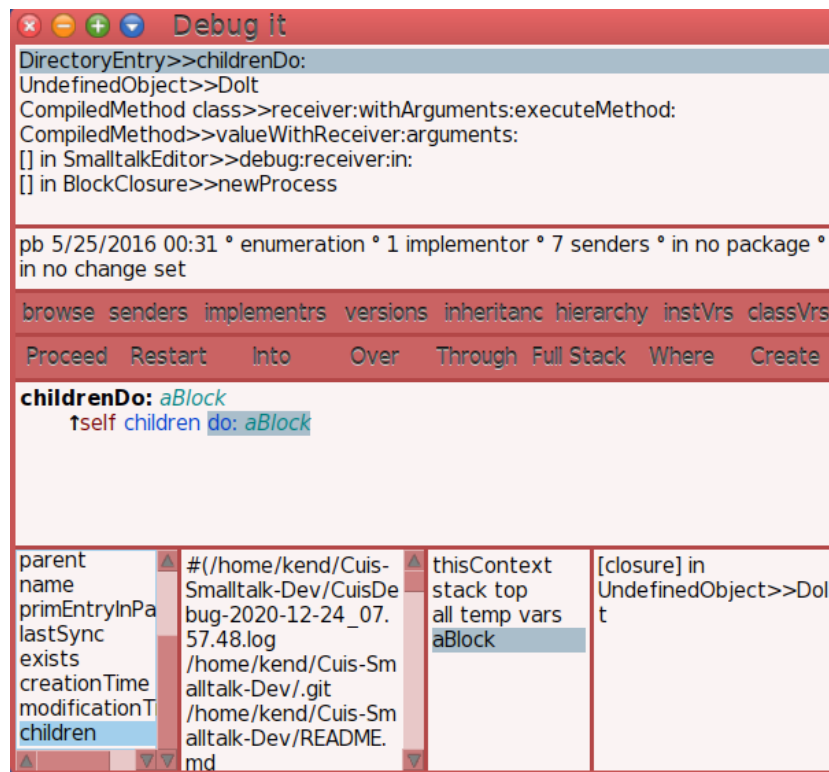 Debug it
DirectoryEntry>>childrenDo:
UndefinedObject>>DoIt
CompiledMethod class>>receiver:withArguments:executeMethod:
CompiledMethod>>valueWithReceiver:arguments:
[] in SmalltalkEditor>>debug:receiver:in:
[] in BlockClosure>>newProcess
pb 5/25/2016 00:31 ° enumeration ° 1 implementor ° 7 senders ° in no package °
in no change set
browse senders implementrs versions inheritanc hierarchy instVrs classVrs
Proceed Restart Into Over Through Full Stack Where Create
childrenDo: aBlock
↑self children do: aBlock
parent
name
primEntryInPa
lastSync
exists
creationTime
modificationTi
children
#(/home/kend/Cuis-
Smalltalk-Dev/CuisDe
bug-2020-12-24_07.
57.48.log
/home/kend/Cuis-Sm
alltalk-Dev/.git
/home/kend/Cuis-Sm
alltalk-Dev/README.
md
thisContext
stack top
all temp vars
aBlock
[closure] in
UndefinedObject>>DoI
t